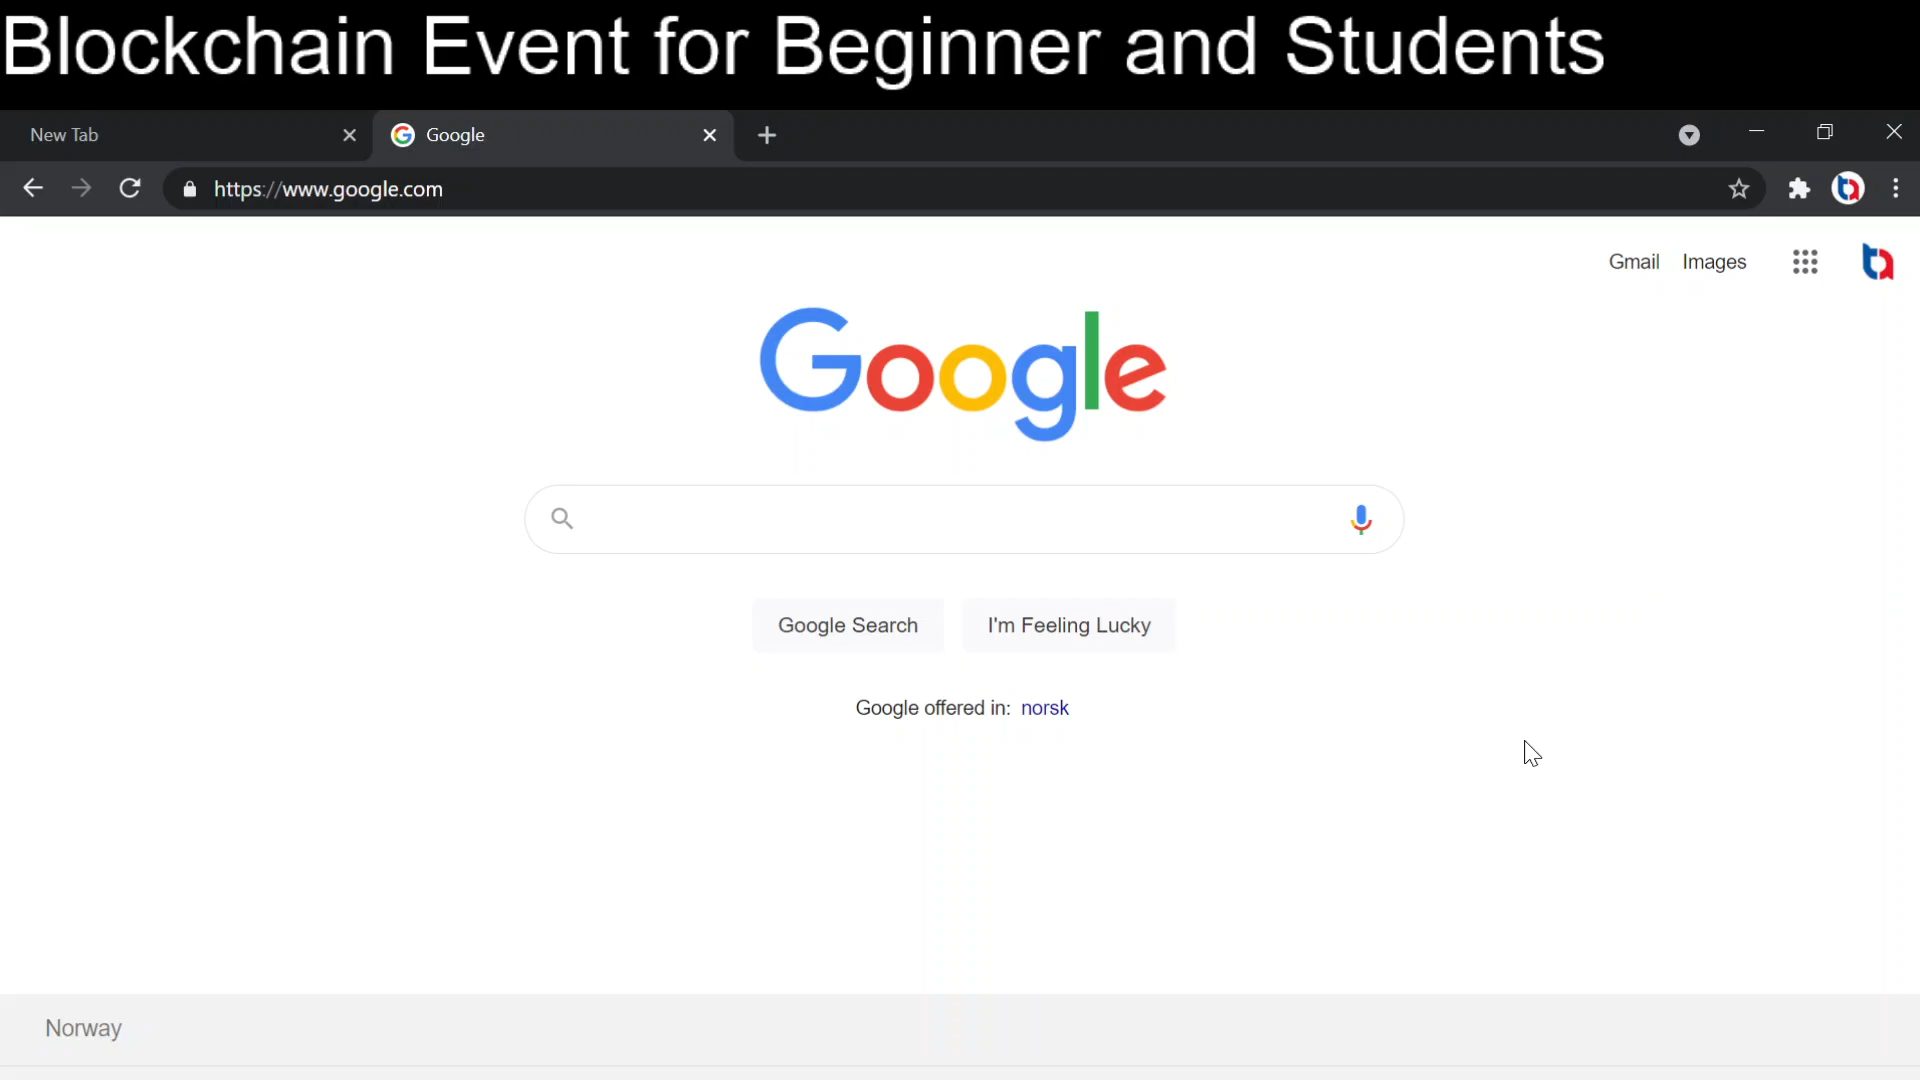 Blockchain Event for Beginner and Students
New Tab
Google
https://www.google.com
Gmail Images
Google
Google Search I'm Feeling Lucky
Google offered in: norsk
Norway